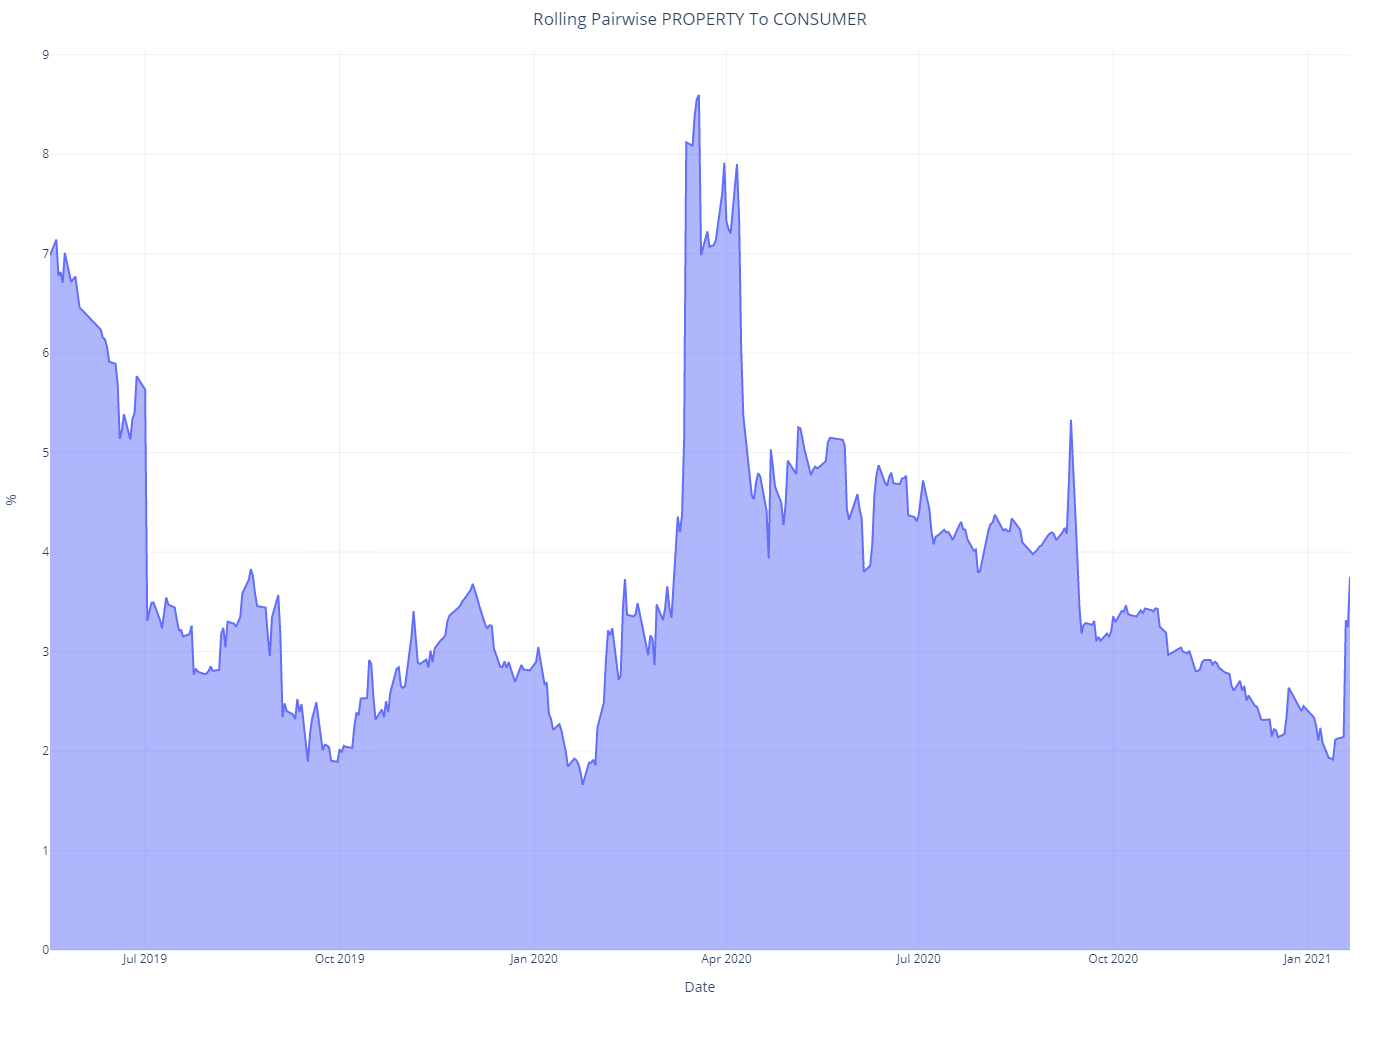 Rolling Pairwise PROPERTY To CONSUMER
9
8
7
6
5
4
3
2
1
0
%
Jul 2019
Oct 2019
Jan 2020
Apr 2020
Jul 2020
Oct 2020
Jan 2021
Date